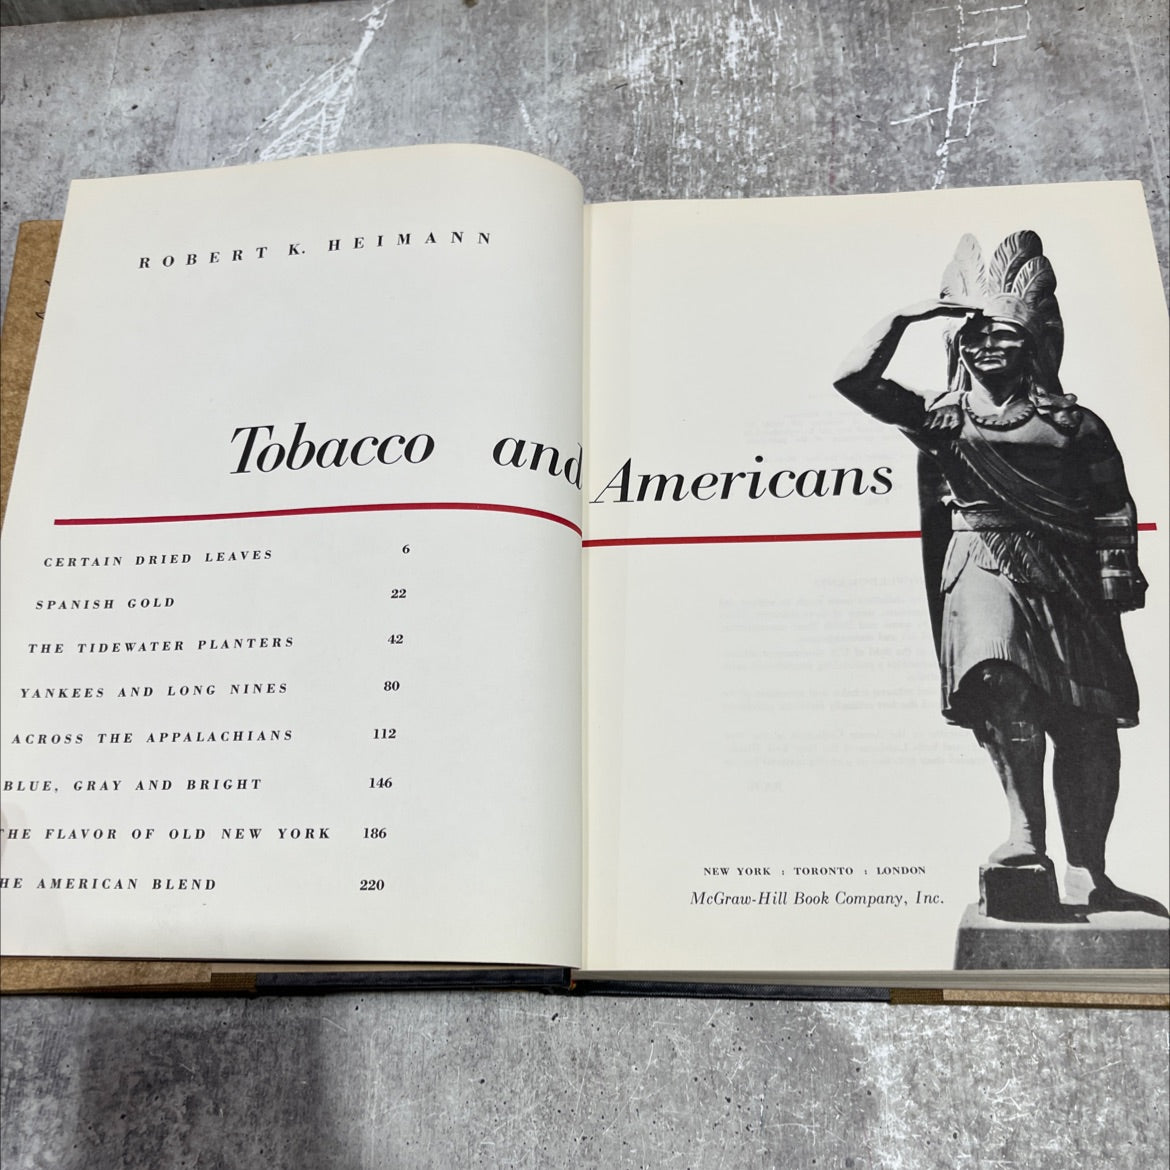 ROBERT K. HEIMANN
Tobacco and Americans
CERTAIN DRIED LEAVES 6
SPANISH GOLD 22
THE TIDEWATER PLANTERS 42
YANKEES AND LONG NINES 80
ACROSS THE APPALACHIANS 112
BLUE, GRAY AND BRIGHT 146
THE FLAVOR OF OLD NEW YORK 186
HE AMERICAN BLEND 220
NEW YORK : TORONTO : LONDON
McGraw-Hill Book Company, Inc.